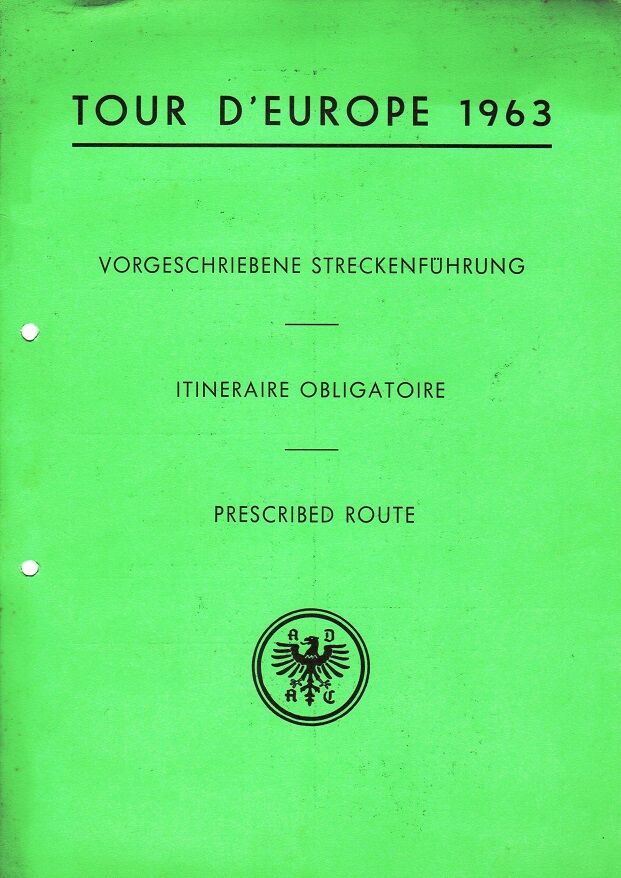 TOUR D'EUROPE 1963
VORGESCHRIEBENE STRECKENFÜHRUNG
ITINERAIRE OBLIGATOIRE
PRESCRIBED ROUTE
A D
A C